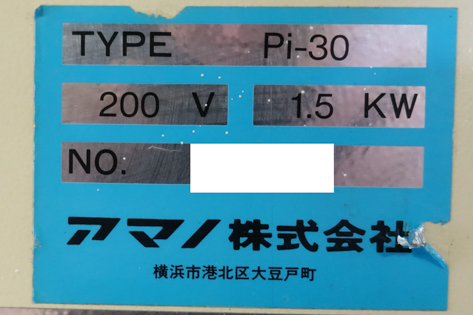 TYPE Pi-30
200 V 1.5 KW
NO.
アマノ株式会社
横浜市港北区大豆戸町